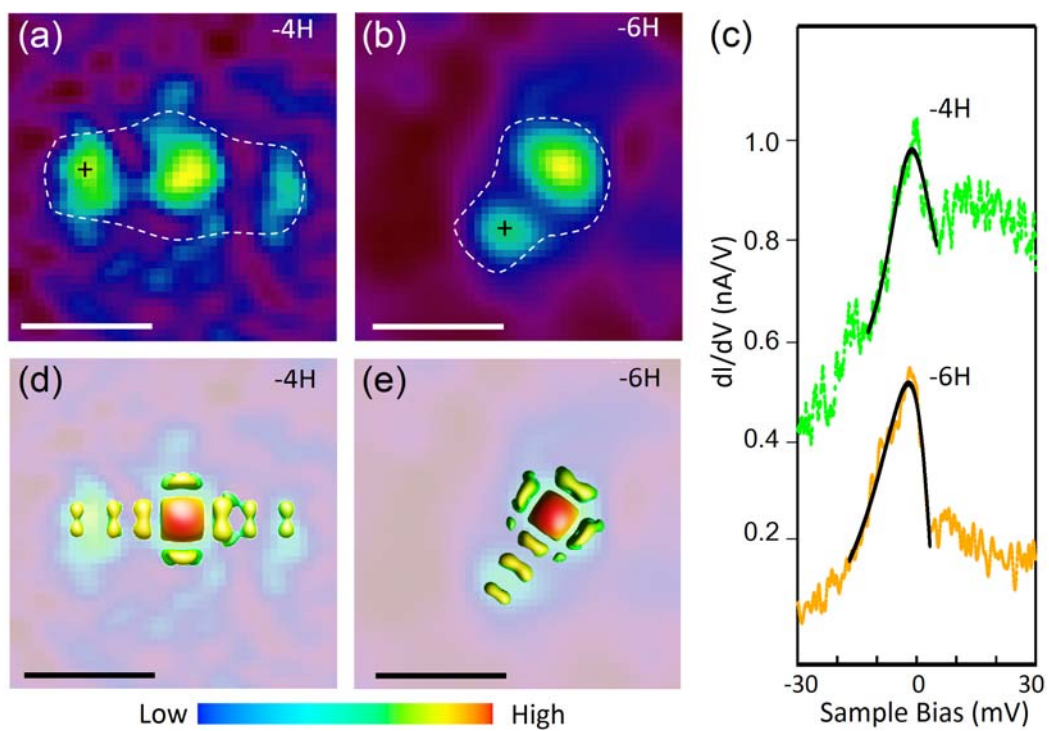 (a) -4H
(b) -6H
(c)
-4H
-6H
1.0
0.8
0.6
0.4
0.2
dI/dV (nA/V)
-30 0 30
Sample Bias (mV)
(d) -4H
(e) -6H
Low High